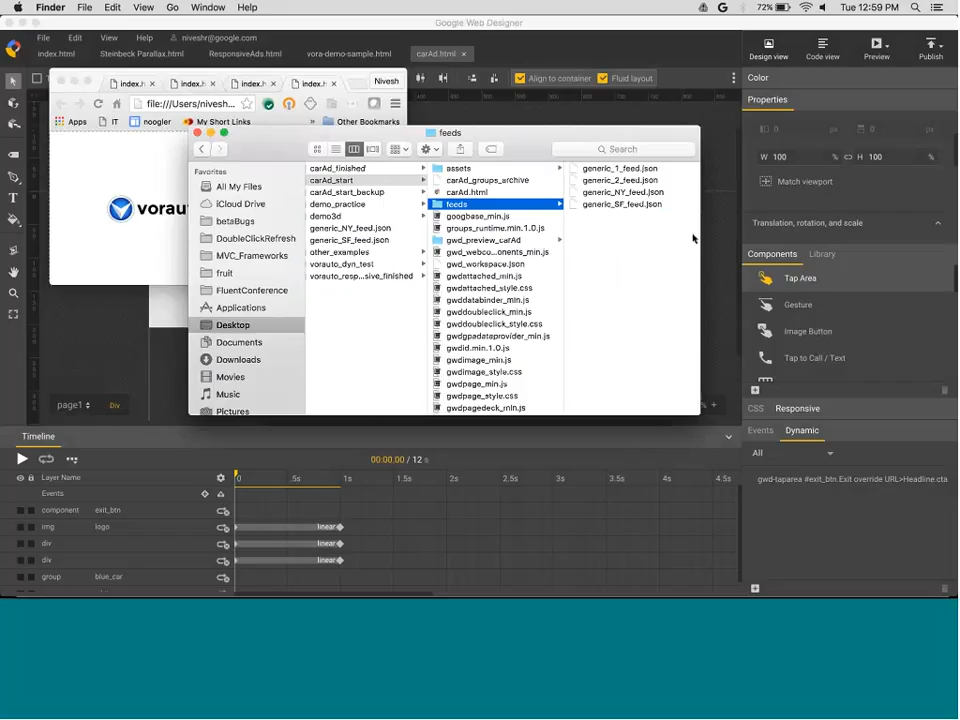 Finder File Edit View Go Window Help 72% Tue 12:59 PM
Google Web Designer
File Edit View Help niveshr@google.com
index.html Steinbeck Parallax.html ResponsiveAds.html vora-demo-sample.html carAd.html ×
Design view Code view Preview Publish
index.h × index.h × index.h × index.h × Nivesh
Align to container Fluid layout
Color
file:///Users/nivesh
Properties
Apps IT noogler My Short Links » Other Bookmarks
feeds
0 px 0 px
W 100 % H 100 %
Search
Match viewport
Translation, rotation, and scale
Components Library
Tap Area
Gesture
Image Button
Tap to Call / Text
voraut
Favorites
All My Files
iCloud Drive
betaBugs
DoubleClickRefresh
MVC_Frameworks
fruit
FluentConference
Applications
Desktop
Documents
Downloads
Movies
Music
Pictures
carAd_finished
carAd_start
carAd_start_backup
demo_practice
demo3d
generic_NY_feed.json
generic_SF_feed.json
other_examples
vorauto_dyn_test
vorauto_resp...sive_finished
assets
carAd_groups_archive
carAd.html
feeds
googbase_min.js
groups_runtime.min.1.0.js
gwd_preview_carAd
gwd_webco...onents_min.js
gwd_workspace.json
gwdattached_min.js
gwdattached_style.css
gwddatabinder_min.js
gwddoubleclick_min.js
gwddoubleclick_style.css
gwdgpadataprovider_min.js
gwdid.min.1.0.js
gwdimage_min.js
gwdimage_style.css
gwdpage_min.js
gwdpage_style.css
gwdpagedeck_min.js
generic_1_feed.json
generic_2_feed.json
generic_NY_feed.json
generic_SF_feed.json
page1 Div
CSS Responsive
Events Dynamic
All
gwd-taparea #exit_btn.Exit override URL>Headline.cta
Timeline
00:00.00 / 12
Layer Name
0 .5s 1s 1.5s 2s 2.5s 3s 3.5s 4s 4.5s
Events
component exit_btn
img logo linear
div linear
div linear
group blue_car